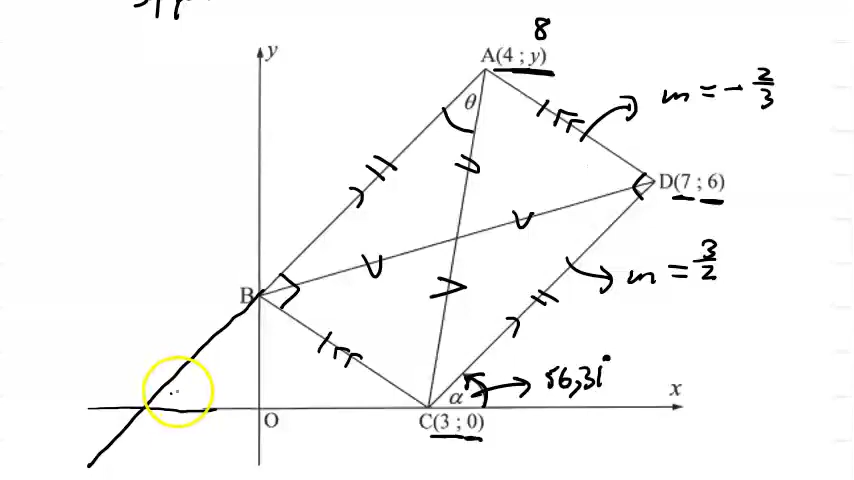 8
y
A(4 ; y)
m = - 2/3
θ
D(7 ; 6)
m = 3/2
B
56,31°
α
x
O
C(3 ; 0)